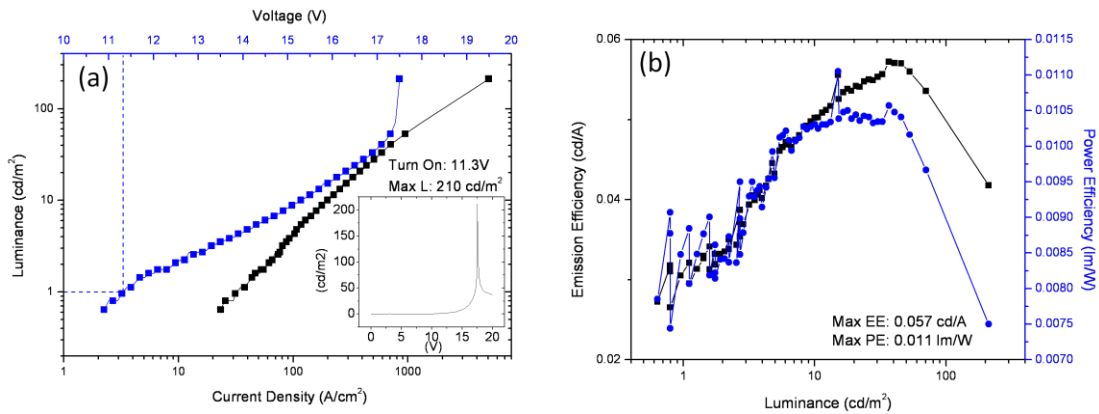 Voltage (V)
10 11 12 13 14 15 16 17 18 19 20
(a)
Luminance (cd/m²)
100
10
1
Turn On: 11.3V
Max L: 210 cd/m²
(cd/m2)
200
150
100
50
0
0 5 10 15 20
(V)
1 10 100 1000
Current Density (A/cm²)
(b)
Emission Efficiency (cd/A)
0.06
0.04
0.02
Power Efficiency (lm/W)
0.0115
0.0110
0.0105
0.0100
0.0095
0.0090
0.0085
0.0080
0.0075
0.0070
Max EE: 0.057 cd/A
Max PE: 0.011 lm/W
1 10 100
Luminance (cd/m²)